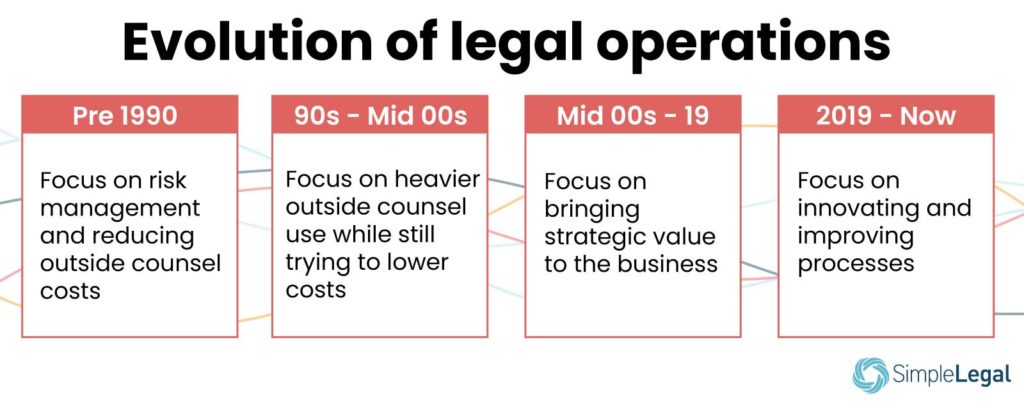 Evolution of legal operations
Pre 1990
Focus on risk
management
and reducing
outside counsel
costs
90s - Mid 00s
Focus on heavier
outside counsel
use while still
trying to lower
costs
Mid 00s - 19
Focus on
bringing
strategic value
to the business
2019 - Now
Focus on
innovating and
improving
processes
SimpleLegal